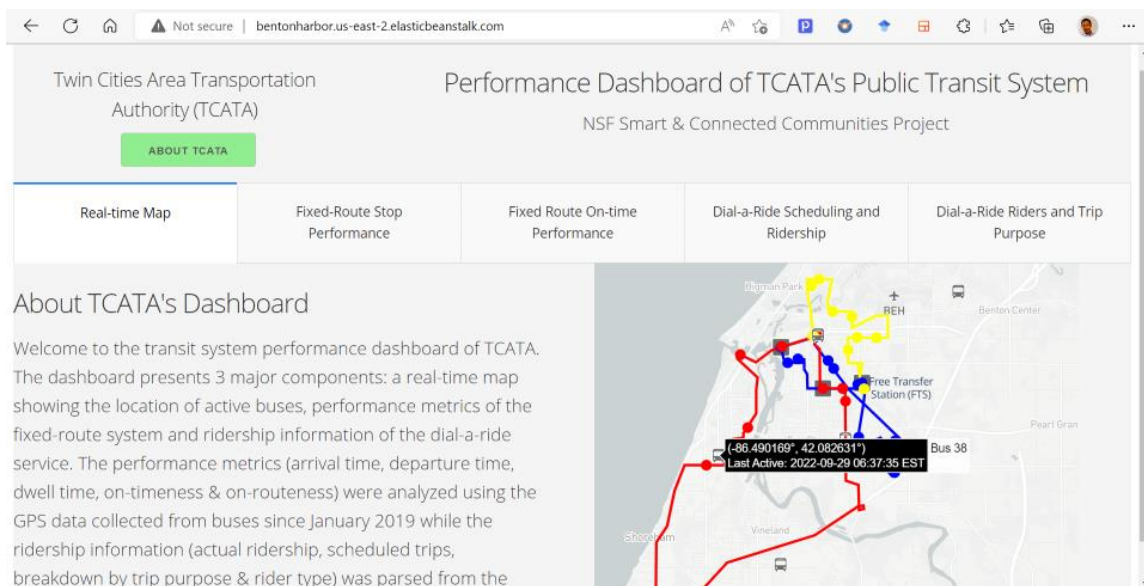 Not secure
bentonharbor.us-east-2.elasticbeanstalk.com
Twin Cities Area Transportation
Authority (TCATA)
ABOUT TCATA
Performance Dashboard of TCATA's Public Transit System
NSF Smart & Connected Communities Project
Real-time Map
Fixed-Route Stop
Performance
Fixed Route On-time
Performance
Dial-a-Ride Scheduling and
Ridership
Dial-a-Ride Riders and Trip
Purpose
About TCATA's Dashboard
Welcome to the transit system performance dashboard of TCATA.
The dashboard presents 3 major components: a real-time map
showing the location of active buses, performance metrics of the
fixed-route system and ridership information of the dial-a-ride
service. The performance metrics (arrival time, departure time,
dwell time, on-timeness & on-routeness) were analyzed using the
GPS data collected from buses since January 2019 while the
ridership information (actual ridership, scheduled trips,
breakdown by trip purpose & rider type) was parsed from the
Higman Park
BEH
Benton Center
Free Transfer
Station (FTS)
Pearl Gran
(-86.490169°, 42.082631°)
Last Active: 2022-09-29 06:37:35 EST
Bus 38
Shoreham
Vineland